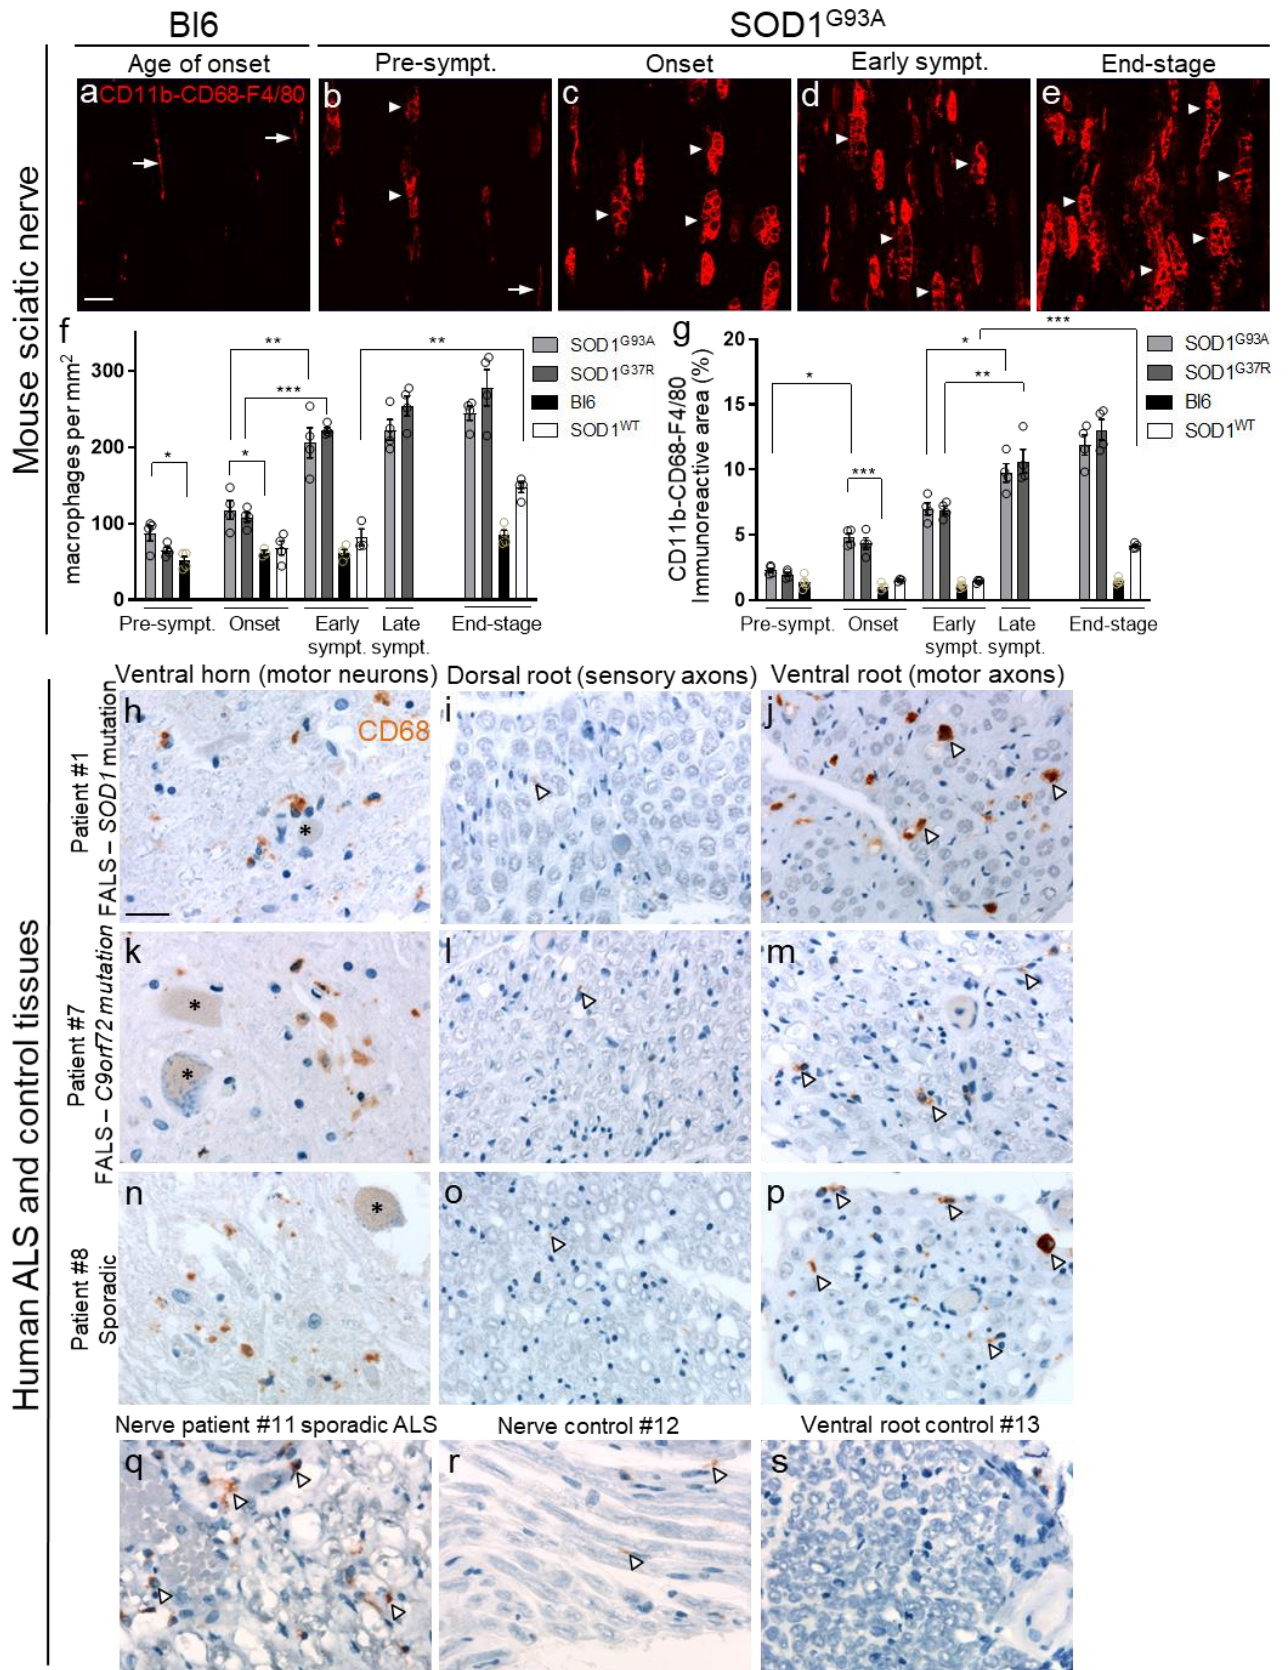 Bl6
SOD1G93A
Age of onset
Pre-sympt.
Onset
Early sympt.
End-stage
Mouse sciatic nerve
a CD11b-CD68-F4/80
b
c
d
e
f
macrophages per mm2
300
200
100
0
**
**
***
*
*
SOD1G93A
SOD1G37R
Bl6
SOD1WT
Pre-sympt.
Onset
Early
sympt.
Late
sympt.
End-stage
g
CD11b-CD68-F4/80
Immunoreactive area (%)
20
15
10
5
0
***
*
**
*
***
SOD1G93A
SOD1G37R
Bl6
SOD1WT
Pre-sympt.
Onset
Early
sympt.
Late
sympt.
End-stage
Human ALS and control tissues
Ventral horn (motor neurons)
Dorsal root (sensory axons)
Ventral root (motor axons)
Patient #1
FALS – SOD1 mutation
h
CD68
*
i
j
Patient #7
FALS – C9orf72 mutation
k
*
*
l
m
Patient #8
Sporadic
n
*
o
p
Nerve patient #11 sporadic ALS
Nerve control #12
Ventral root control #13
q
r
s